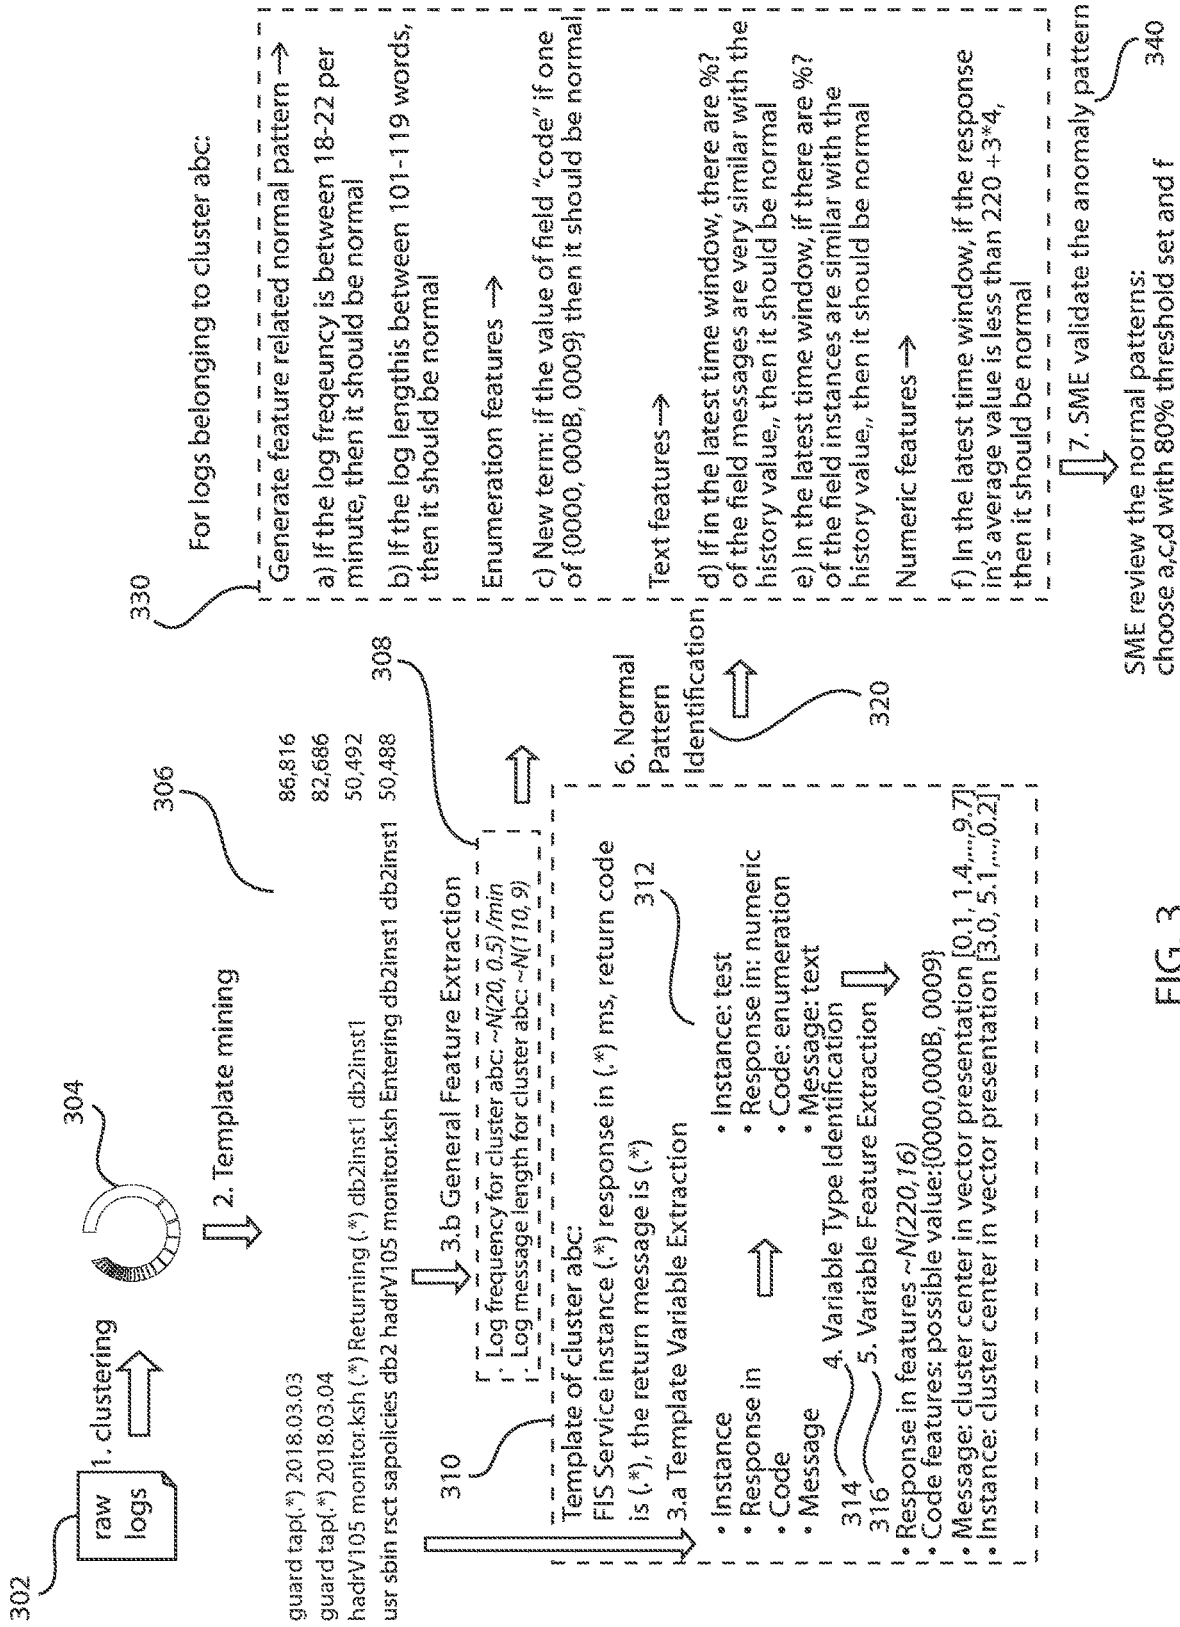 302
raw
logs
1. clustering
304
2. Template mining
306
guard tap(.*) 2018.03.03 86,816
guard tap(.*) 2018.03.04 82,686
hadrV105 monitor.ksh (.*) Returning (.*) db2inst1 db2inst1 50,492
usr sbin rsct sapolicies db2 hadrV105 monitor.ksh Entering db2inst1 db2inst1 50,488
3.b General Feature Extraction
308
Log frequency for cluster abc: ~N(20, 0.5) /min
Log message length for cluster abc: ~N(110, 9)
310
Template of cluster abc:
FIS Service instance (.*) response in (.*) ms, return code
is (.*), the return message is (.*)
3.a Template Variable Extraction
312
• Instance
• Response in
• Code
• Message
• Instance: test
• Response in: numeric
• Code: enumeration
• Message: text
314
4. Variable Type Identification
316
5. Variable Feature Extraction
• Response in features ~N(220,16)
• Code features: possible value:{0000,000B, 0009}
• Message: cluster center in vector presentation [0.1, 1.4,...,9.7]
• Instance: cluster center in vector presentation [3.0, 5.1,...,0.2]
6. Normal
Pattern
Identification
320
330
For logs belonging to cluster abc:
Generate feature related normal pattern →
a) If the log freqeuncy is between 18-22 per
minute, then it should be normal
b) If the log lengthis between 101-119 words,
then it should be normal
Enumeration features →
c) New term: if the value of field "code" if one
of {0000, 000B, 0009} then it should be normal
Text features→
d) If in the latest time window, there are %?
of the field messages are very similar with the
history value,, then it should be normal
e) In the latest time window, if there are %?
of the field instances are similar with the
history value,, then it should be normal
Numeric features→
f) In the latest time window, if the response
in's average value is less than 220 +3*4,
then it should be normal
7. SME validate the anomaly pattern
340
SME review the normal patterns:
choose a,c,d with 80% threshold set and f
FIG. 3